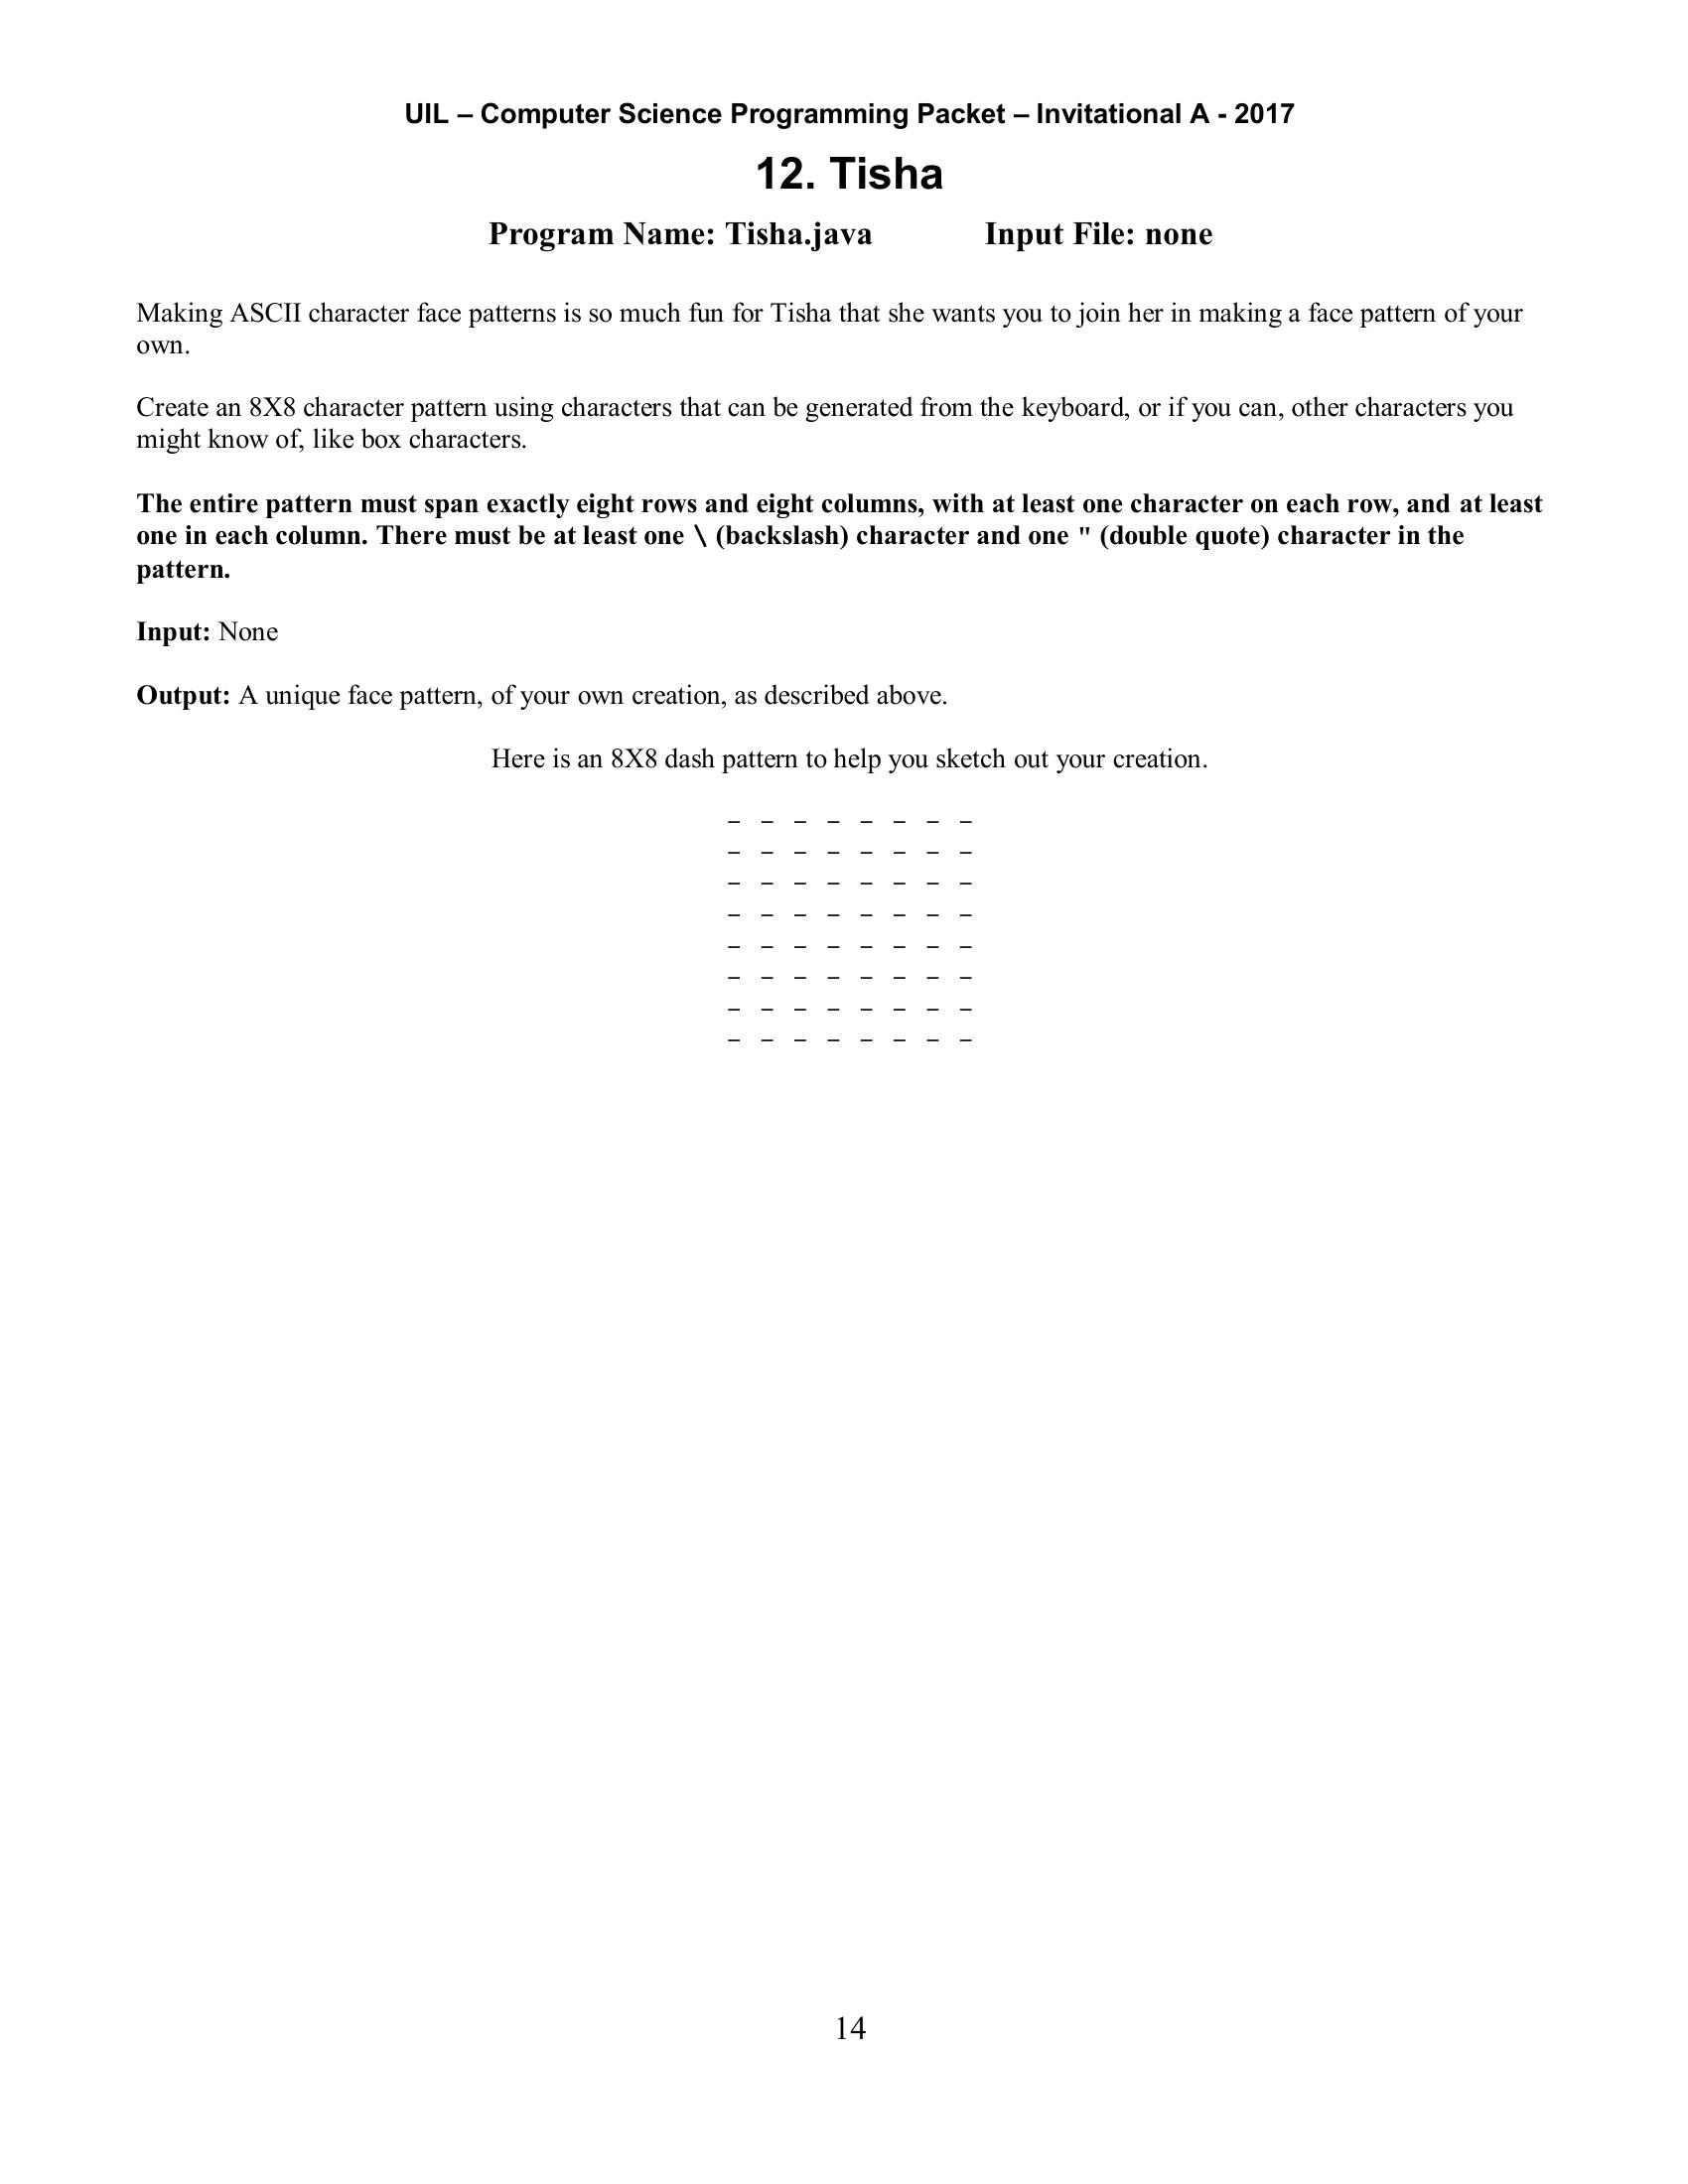 UIL – Computer Science Programming Packet – Invitational A - 2017
12. Tisha
Program Name: Tisha.java Input File: none
Making ASCII character face patterns is so much fun for Tisha that she wants you to join her in making a face pattern of your
own.
Create an 8X8 character pattern using characters that can be generated from the keyboard, or if you can, other characters you
might know of, like box characters.
The entire pattern must span exactly eight rows and eight columns, with at least one character on each row, and at least
one in each column. There must be at least one \ (backslash) character and one " (double quote) character in the
pattern.
Input: None
Output: A unique face pattern, of your own creation, as described above.
Here is an 8X8 dash pattern to help you sketch out your creation.
- - - - - - - -
- - - - - - - -
- - - - - - - -
- - - - - - - -
- - - - - - - -
- - - - - - - -
- - - - - - - -
- - - - - - - -
14